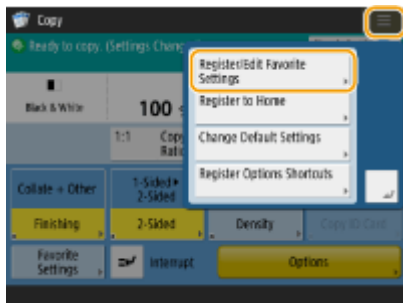 Copy
Ready to copy. (Settings Chang
Register/Edit Favorite
Settings
Black & White
100
Register to Home
1:1
Copy
Ratio
Change Default Settings
Register Options Shortcuts
Collate + Other
1-Sided▶
2-Sided
Finishing
2-Sided
Density
Copy ID Card
Favorite
Settings
Interrupt
Options